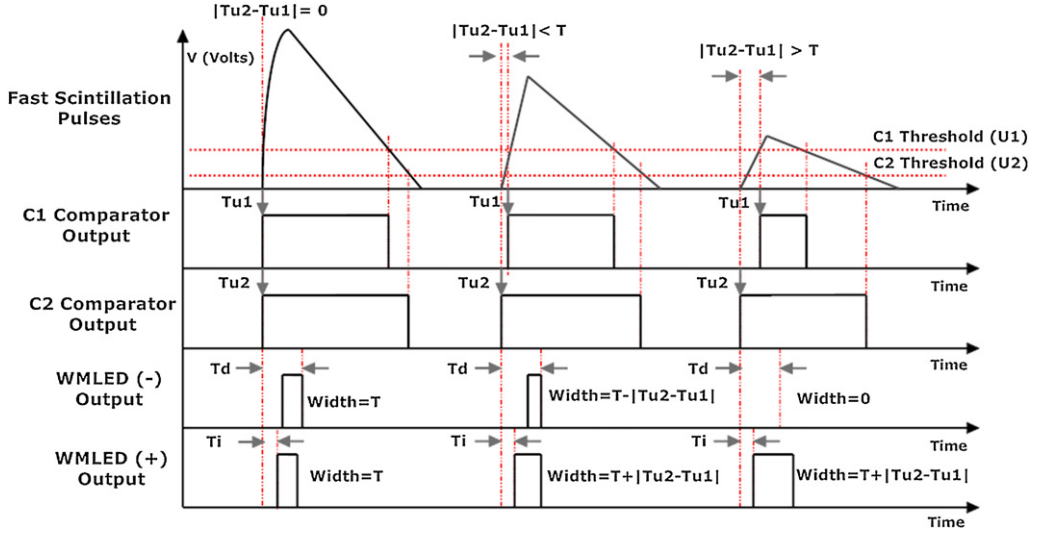 |Tu2-Tu1|= 0
|Tu2-Tu1|< T
|Tu2-Tu1| > T
V (Volts)
Fast Scintillation
Pulses
C1 Threshold (U1)
C2 Threshold (U2)
Tu1
Tu1
Tu1
Time
C1 Comparator
Output
Tu2
Tu2
Tu2
Time
C2 Comparator
Output
Time
Td
Td
Td
WMLED (-)
Output
Width=T
Width=T-|Tu2-Tu1|
Width=0
Time
Ti
Ti
Ti
WMLED (+)
Output
Width=T
Width=T+|Tu2-Tu1|
Width=T+|Tu2-Tu1|
Time